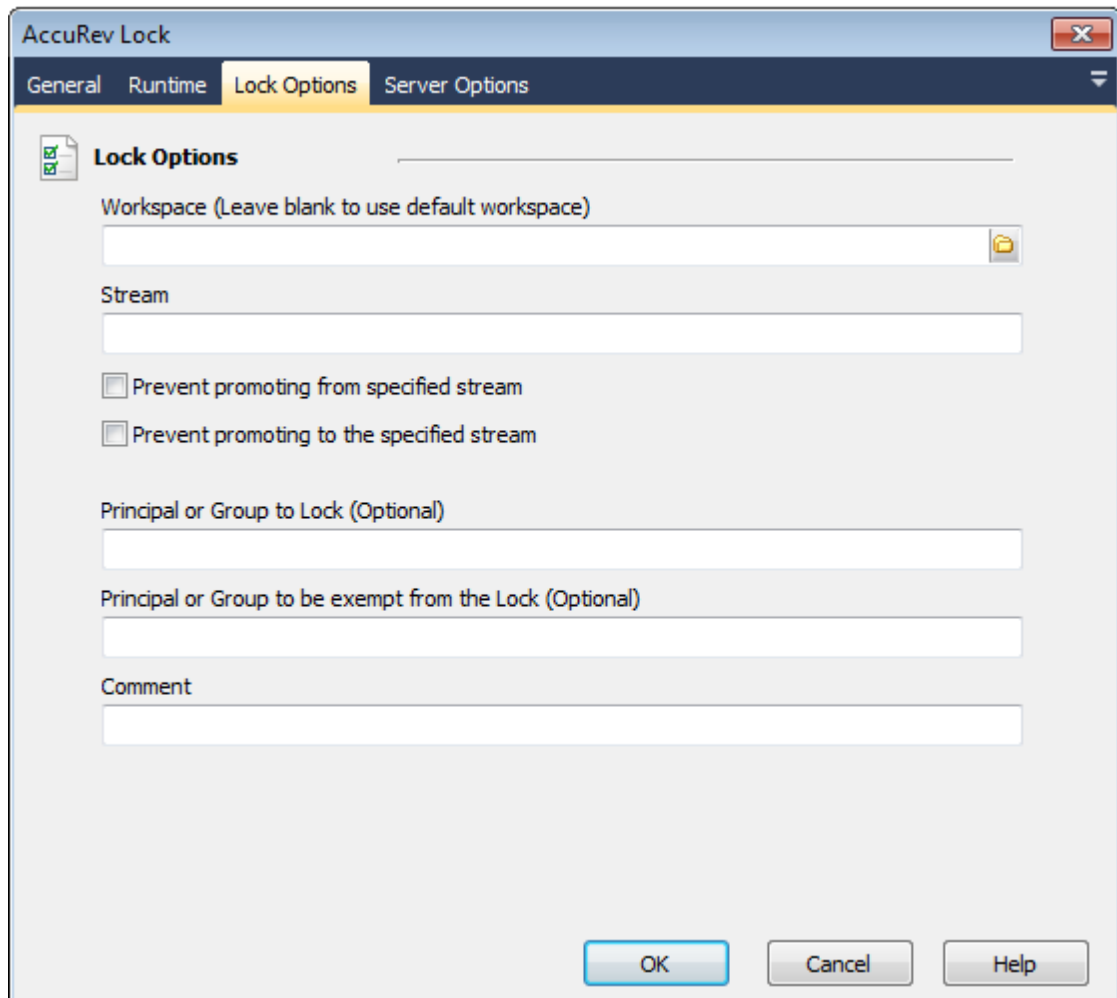 AccuRev Lock
General Runtime Lock Options Server Options
Lock Options
Workspace (Leave blank to use default workspace)
Stream
Prevent promoting from specified stream
Prevent promoting to the specified stream
Principal or Group to Lock (Optional)
Principal or Group to be exempt from the Lock (Optional)
Comment
OK Cancel Help